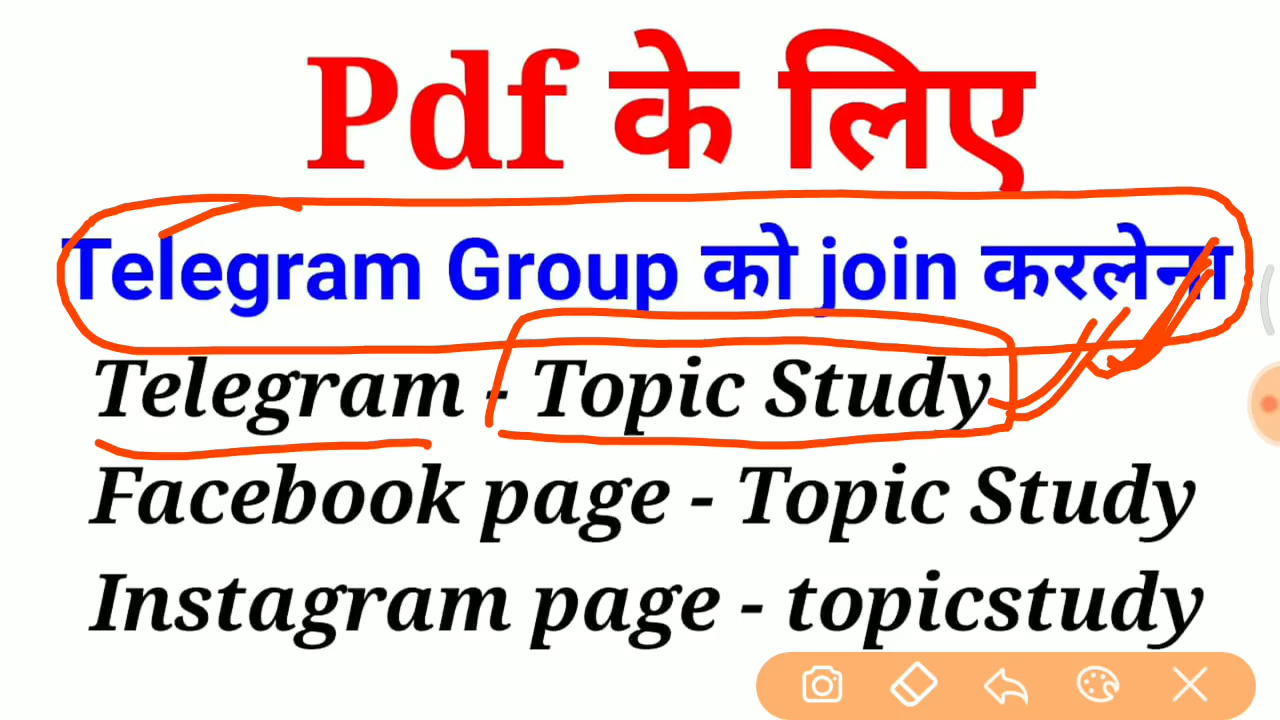 Pdf के लिए
Telegram Group को join करलेना
Telegram - Topic Study
Facebook page - Topic Study
Instagram page - topicstudy